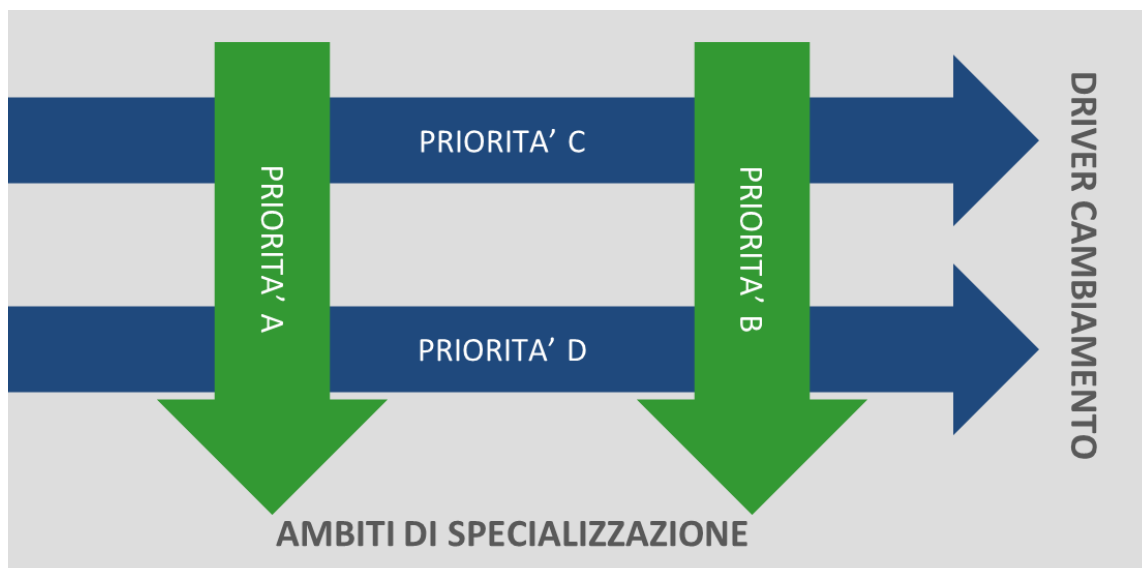 PRIORITA’ C
PRIORITA’ A
PRIORITA’ B
PRIORITA’ D
DRIVER CAMBIAMENTO
AMBITI DI SPECIALIZZAZIONE